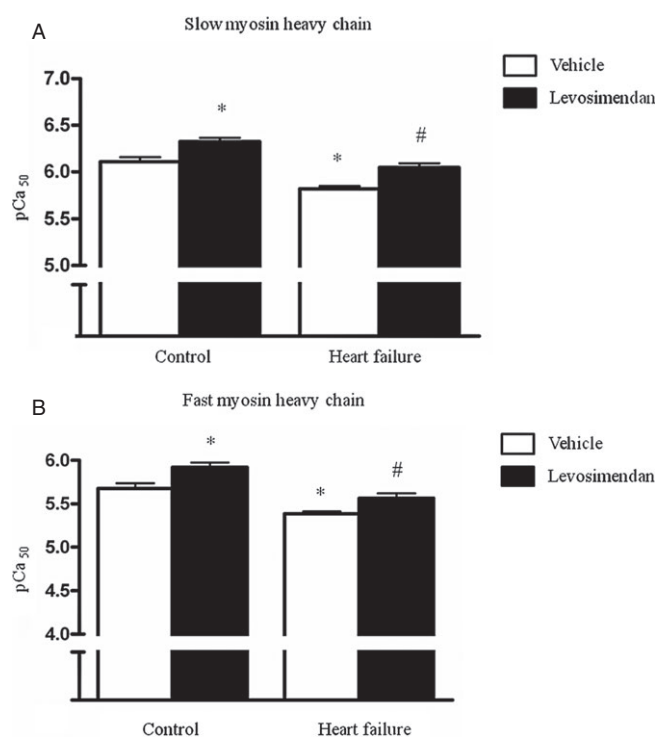 A
Slow myosin heavy chain
Vehicle
Levosimendan
7.0
6.5
6.0
5.5
5.0
pCa 50
*
*
#
Control
Heart failure
B
Fast myosin heavy chain
Vehicle
Levosimendan
6.0
5.5
5.0
4.5
4.0
pCa 50
*
*
#
Control
Heart failure